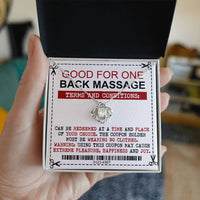 GOOD FOR ONE
BACK MASSAGE
TERMS AND CONDITIONS:
CAN BE REDEEMED AT A TIME AND PLACE
OF YOUR CHOICE. THE COUPON HOLDER
MUST BE WEARING NO CLOTHES.
WARNING: USING THIS COUPON MAY CAUSE
EXTREME PLEASURE, HAPPINESS AND JOY.